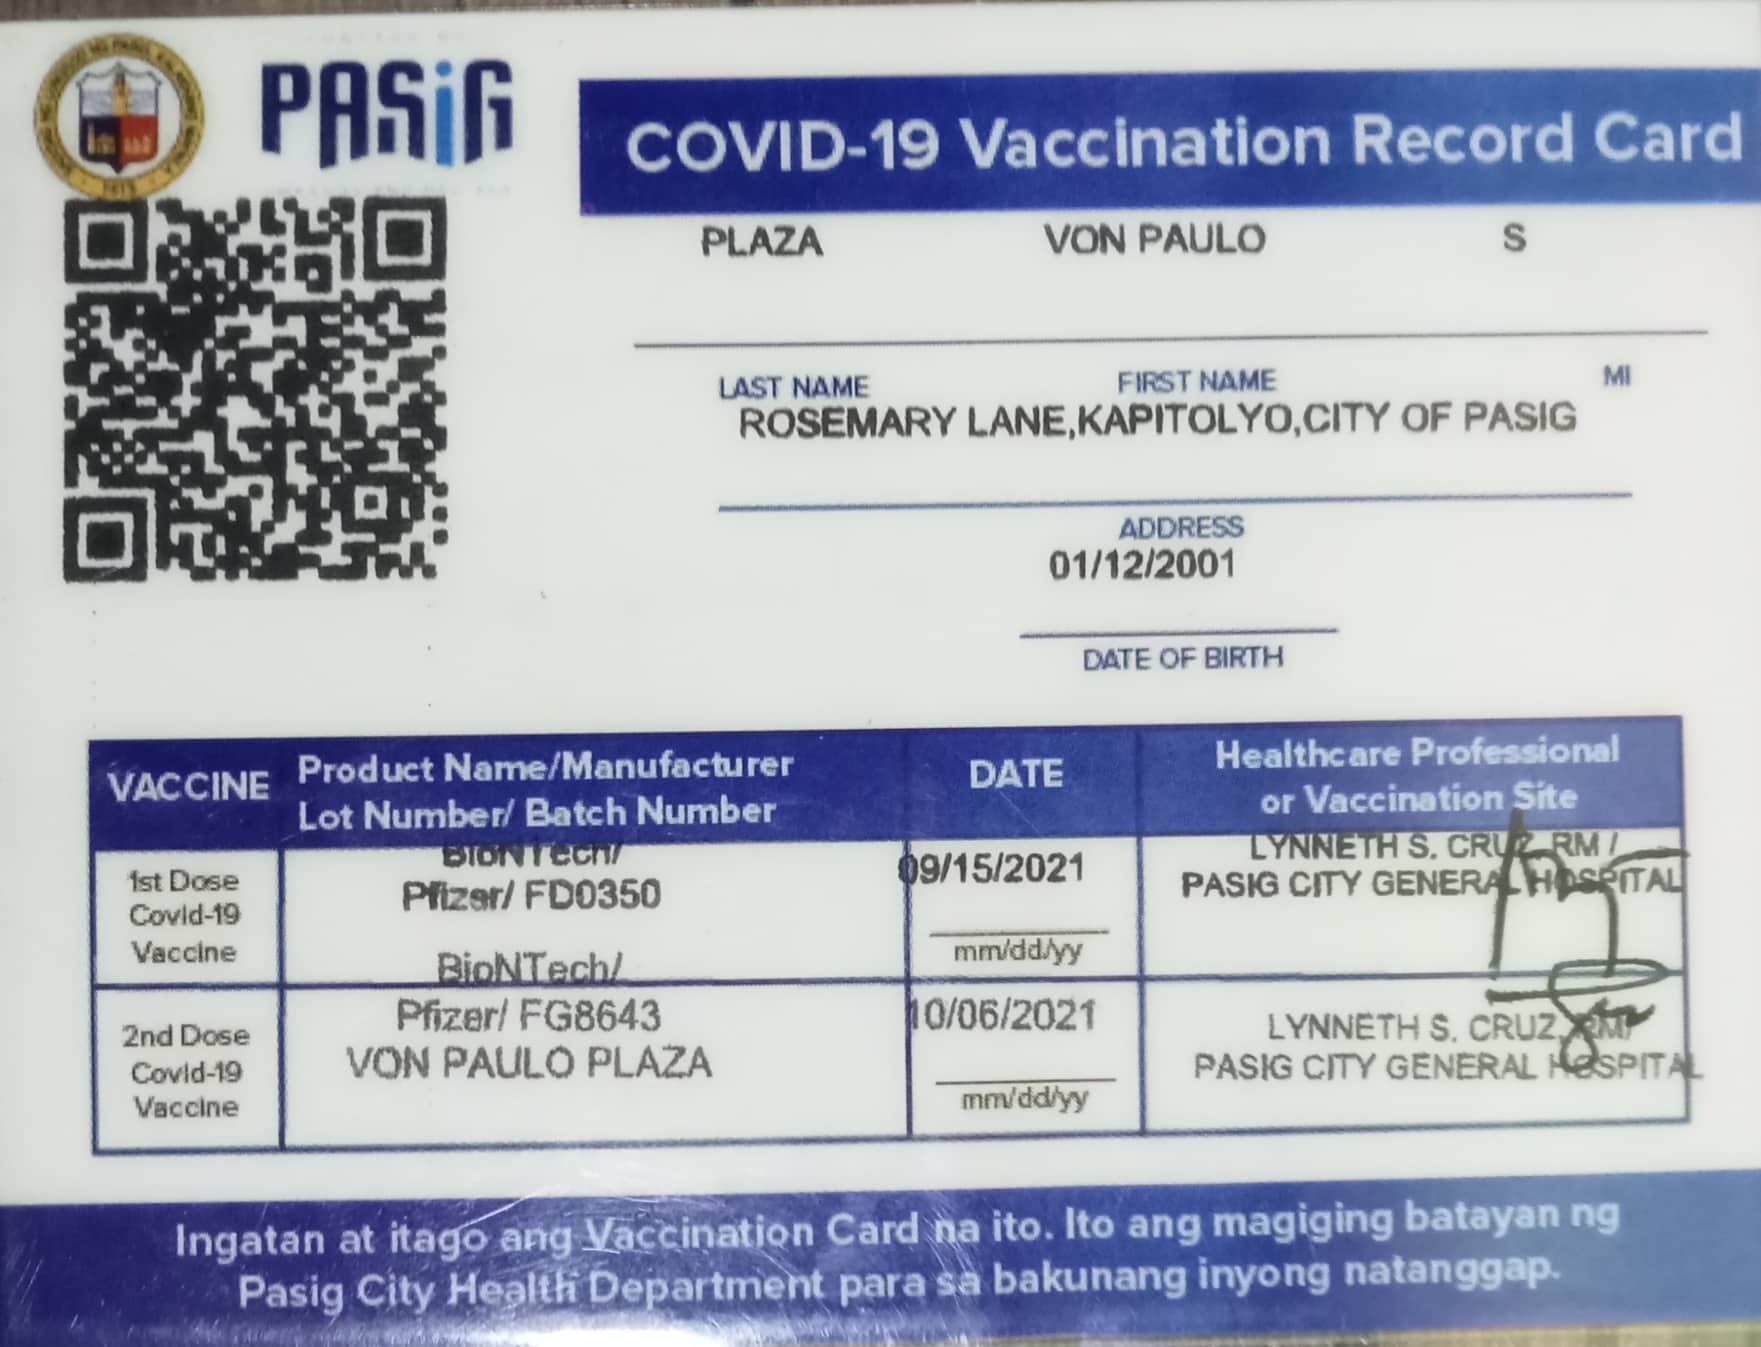 PASiG
COVID-19 Vaccination Record Card
PLAZA VON PAULO S
LAST NAME FIRST NAME MI
ROSEMARY LANE,KAPITOLYO,CITY OF PASIG
ADDRESS
01/12/2001
DATE OF BIRTH
VACCINE
Product Name/Manufacturer
Lot Number/ Batch Number
DATE
Healthcare Professional
or Vaccination Site
1st Dose
Covid-19
Vaccine
BioNTech/
Pfizer/ FD0350
09/15/2021
mm/dd/yy
LYNNETH S. CRUZ, RM /
PASIG CITY GENERAL HOSPITAL
2nd Dose
Covid-19
Vaccine
BioNTech/
Pfizer/ FG8643
VON PAULO PLAZA
10/06/2021
mm/dd/yy
LYNNETH S. CRUZ, RM/
PASIG CITY GENERAL HOSPITAL
Ingatan at itago ang Vaccination Card na ito. Ito ang magiging batayan ng
Pasig City Health Department para sa bakunang inyong natanggap.